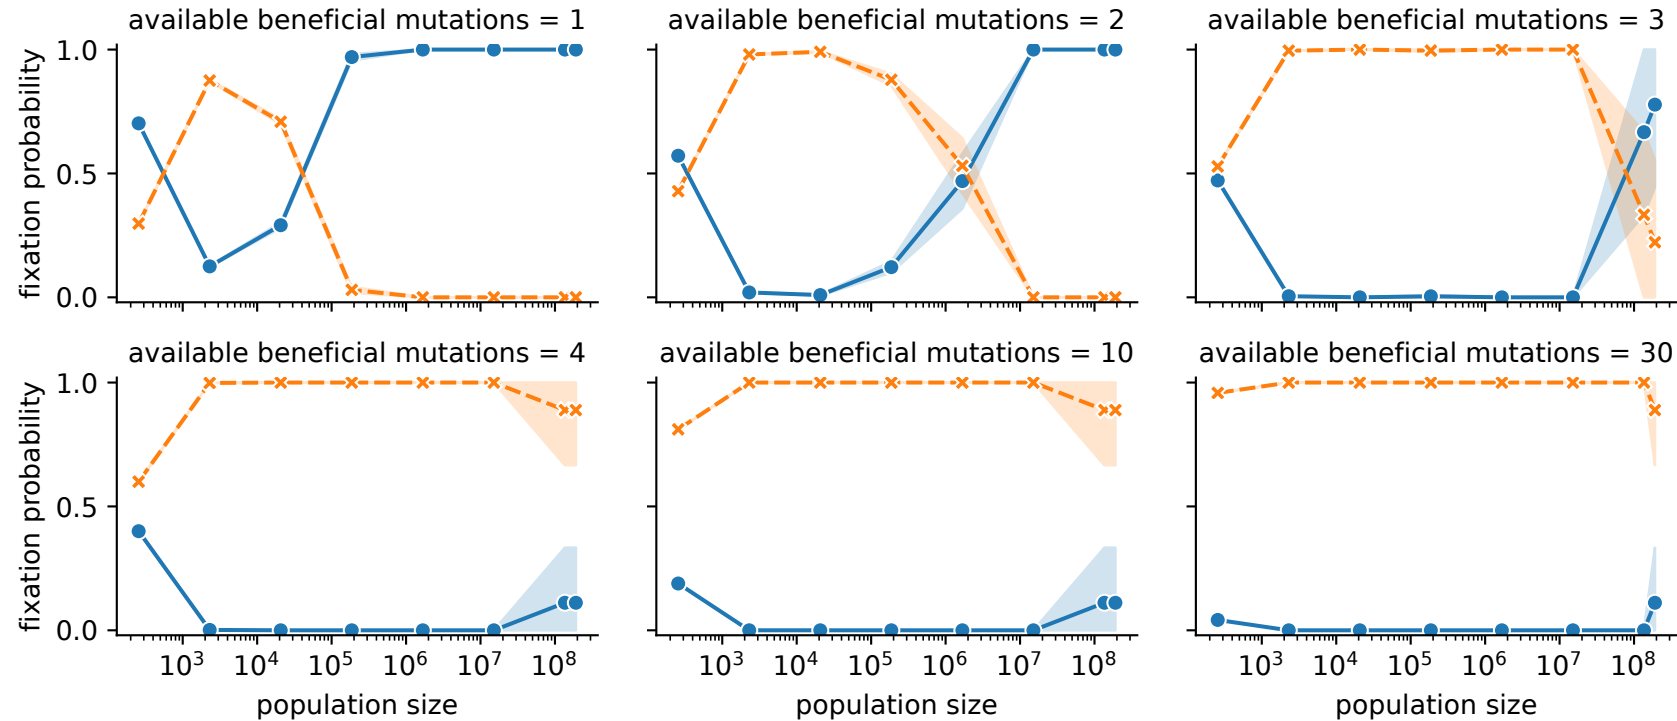 available beneficial mutations = 1
available beneficial mutations = 2
available beneficial mutations = 3
fixation probability
1.0
0.5
0.0
available beneficial mutations = 4
available beneficial mutations = 10
available beneficial mutations = 30
fixation probability
1.0
0.5
0.0
10³ 10⁴ 10⁵ 10⁶ 10⁷ 10⁸
10³ 10⁴ 10⁵ 10⁶ 10⁷ 10⁸
10³ 10⁴ 10⁵ 10⁶ 10⁷ 10⁸
population size
population size
population size